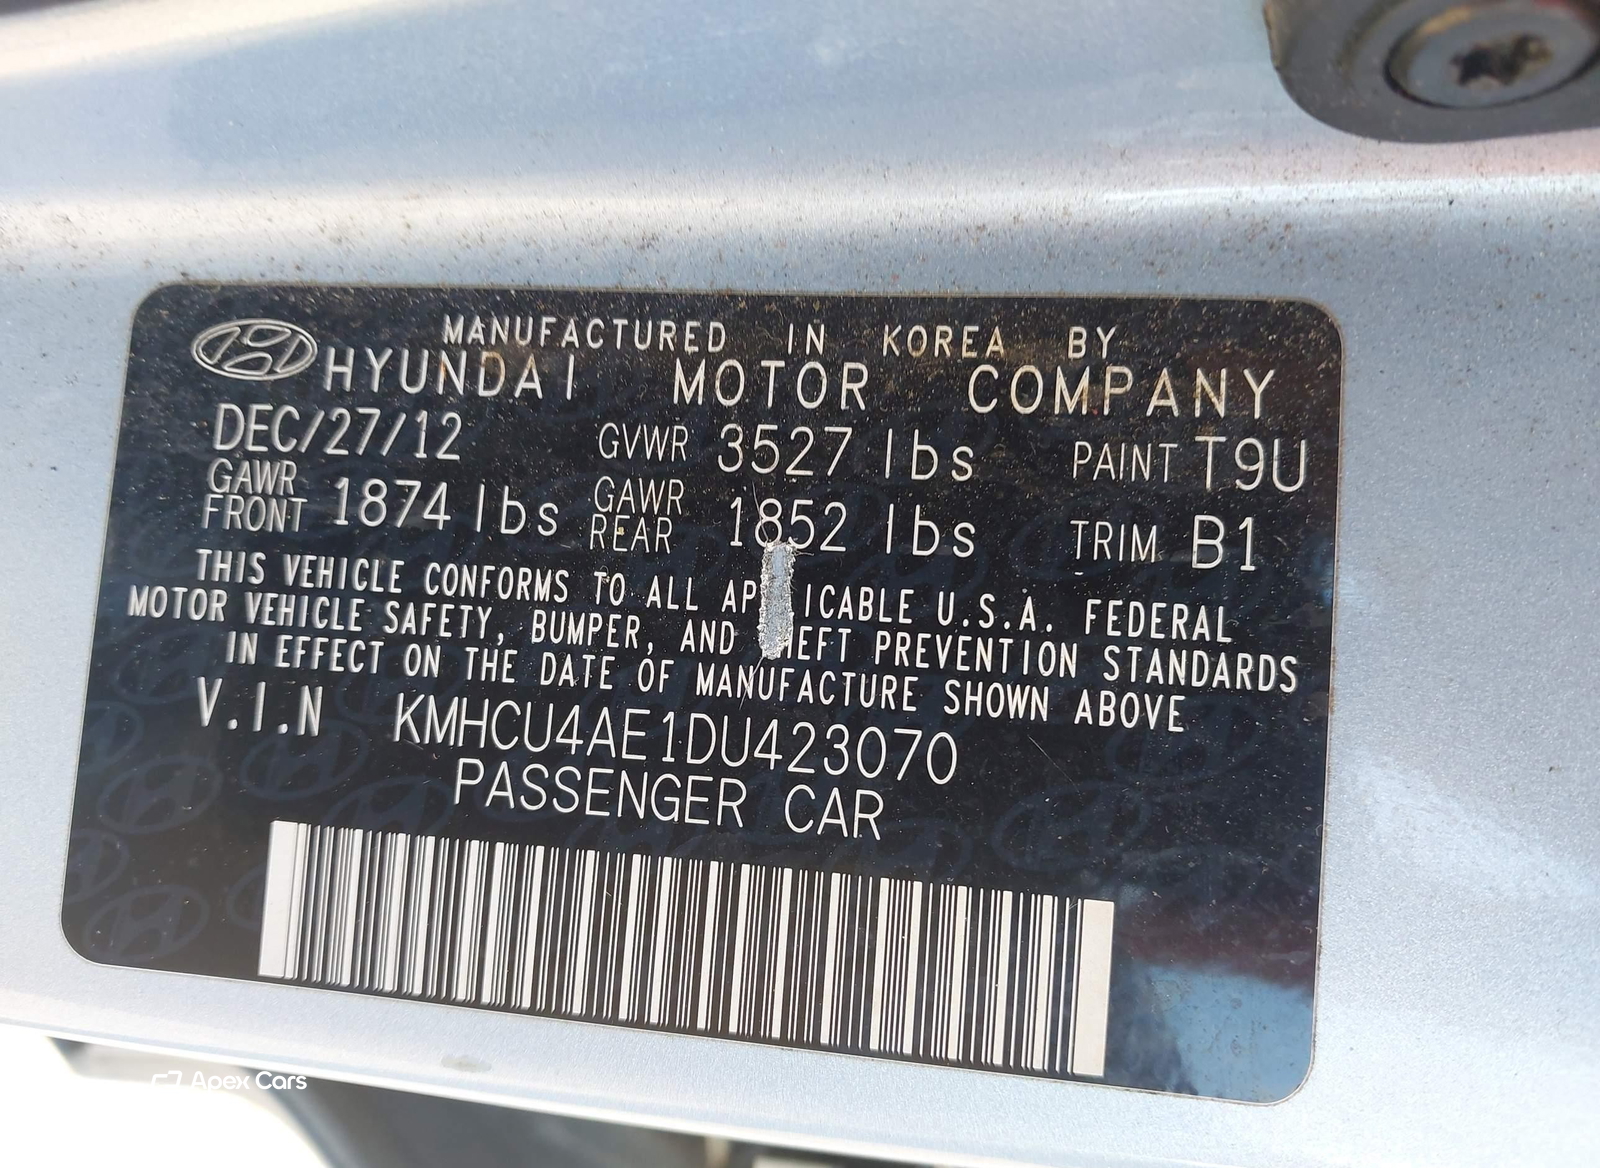 MANUFACTURED IN KOREA BY
HYUNDAI MOTOR COMPANY
DEC/27/12 GVWR 3527 lbs PAINT T9U
GAWR FRONT 1874 lbs GAWR REAR 1852 lbs TRIM B1
THIS VEHICLE CONFORMS TO ALL AP ICABLE U.S.A. FEDERAL
MOTOR VEHICLE SAFETY, BUMPER, AND HEFT PREVENTION STANDARDS
IN EFFECT ON THE DATE OF MANUFACTURE SHOWN ABOVE
V.I.N KMHCU4AE1DU423070
PASSENGER CAR
Apex Cars